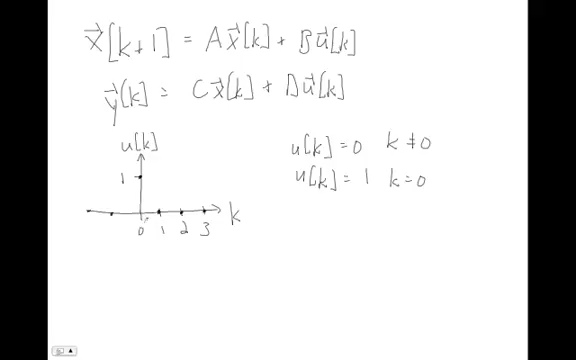 x⃗[k+1] = Ax⃗[k] + Bu⃗[k]
y⃗[k] = Cx⃗[k] + Du⃗[k]
u[k]
u[k] = 0 k ≠ 0
u[k] = 1 k = 0
1
k
0 1 2 3